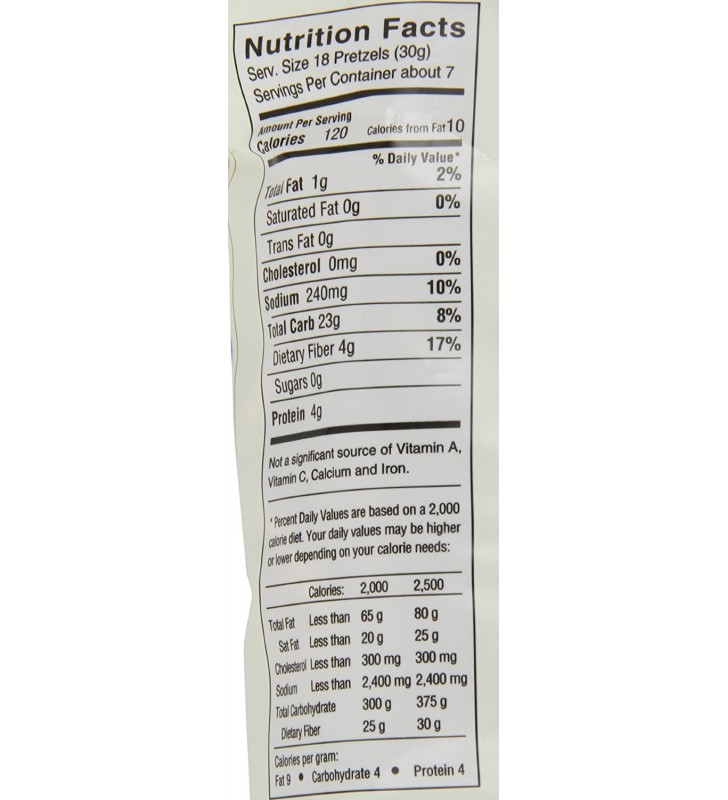 Nutrition Facts
Serv. Size 18 Pretzels (30g)
Servings Per Container about 7
Amount Per Serving
Calories 120 Calories from Fat 10
% Daily Value*
Total Fat 1g 2%
Saturated Fat 0g 0%
Trans Fat 0g
Cholesterol 0mg 0%
Sodium 240mg 10%
Total Carb 23g 8%
Dietary Fiber 4g 17%
Sugars 0g
Protein 4g
Not a significant source of Vitamin A,
Vitamin C, Calcium and Iron.
* Percent Daily Values are based on a 2,000
calorie diet. Your daily values may be higher
or lower depending on your calorie needs:
Calories: 2,000 2,500
Total Fat Less than 65 g 80 g
Sat Fat Less than 20 g 25 g
Cholesterol Less than 300 mg 300 mg
Sodium Less than 2,400 mg 2,400 mg
Total Carbohydrate 300 g 375 g
Dietary Fiber 25 g 30 g
Calories per gram:
Fat 9 • Carbohydrate 4 • Protein 4